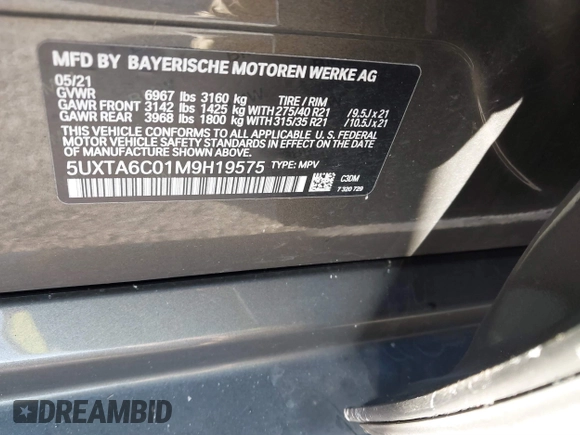 MFD BY BAYERISCHE MOTOREN WERKE AG
05/21
GVWR 6967 lbs 3160 kg TIRE / RIM
GAWR FRONT 3142 lbs 1425 kg WITH 275/40 R21 / 9.5J x 21
GAWR REAR 3968 lbs 1800 kg WITH 315/35 R21 / 10.5J x 21
THIS VEHICLE CONFORMS TO ALL APPLICABLE U. S. FEDERAL
MOTOR VEHICLE SAFETY STANDARDS IN EFFECT ON THE
DATE OF MANUFACTURE SHOWN ABOVE.
5UXTA6C01M9H19575 TYPE: MPV
C3DM
7 320 729
DREAMBID